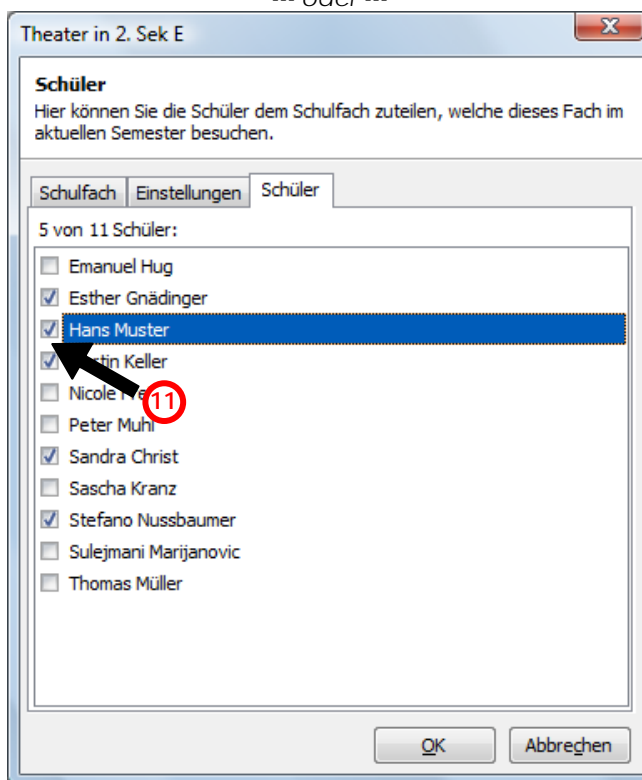 ... oder ...
Theater in 2. Sek E
Schüler
Hier können Sie die Schüler dem Schulfach zuteilen, welche dieses Fach im
aktuellen Semester besuchen.
Schulfach Einstellungen Schüler
5 von 11 Schüler:
Emanuel Hug
Esther Gnädinger
Hans Muster
Keller
Nicole
11
Peter Muhl
Sandra Christ
Sascha Kranz
Stefano Nussbaumer
Sulejmani Marijanovic
Thomas Müller
OK Abbrechen